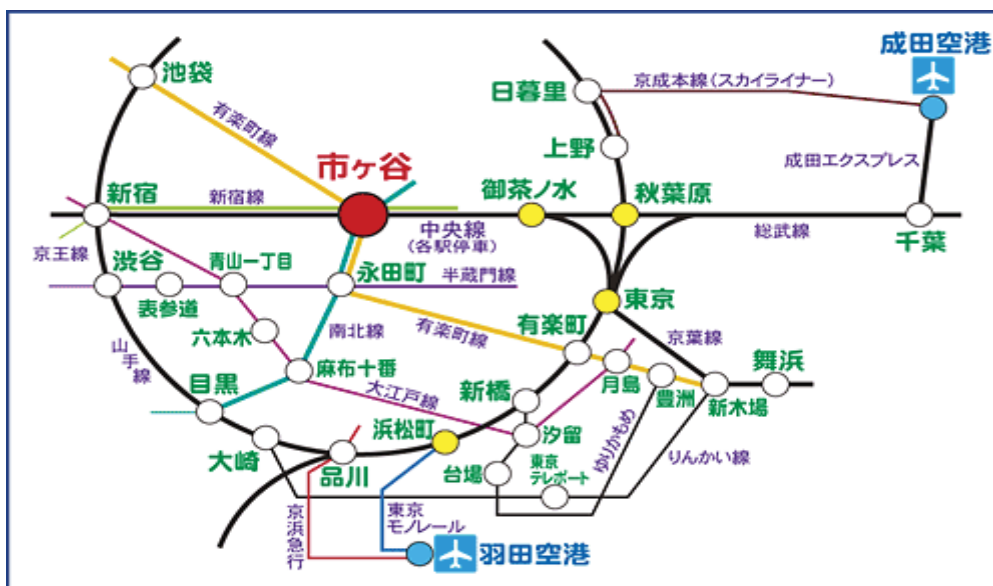 成田空港
池袋
日暮里
京成本線(スカイライナー)
有楽町線
上野
成田エクスプレス
市ヶ谷
新宿
新宿線
御茶ノ水
秋葉原
中央線
(各駅停車)
総武線
千葉
京王線
渋谷
青山一丁目
永田町
半蔵門線
表参道
東京
六本木
南北線
有楽町線
有楽町
京葉線
舞浜
山手線
麻布十番
目黒
大江戸線
新橋
月島
豊洲
新木場
浜松町
汐留
ゆりかもめ
りんかい線
大崎
品川
台場
東京
テレポート
京浜急行
東京
モノレール
羽田空港